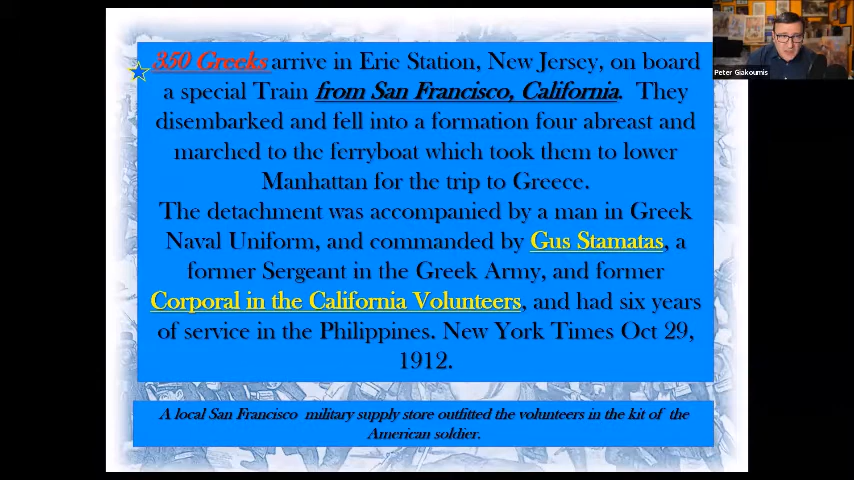 350 Greeks arrive in Erie Station, New Jersey, on board
a special Train from San Francisco, California.  They
disembarked and fell into a formation four abreast and
marched to the ferryboat which took them to lower
Manhattan for the trip to Greece.
The detachment was accompanied by a man in Greek
Naval Uniform, and commanded by Gus Stamatas, a
former Sergeant in the Greek Army, and former
Corporal in the California Volunteers, and had six years
of service in the Philippines. New York Times Oct 29,
1912.
A local San Francisco military supply store outfitted the volunteers in the kit of the
American soldier.
Peter Giakoumis